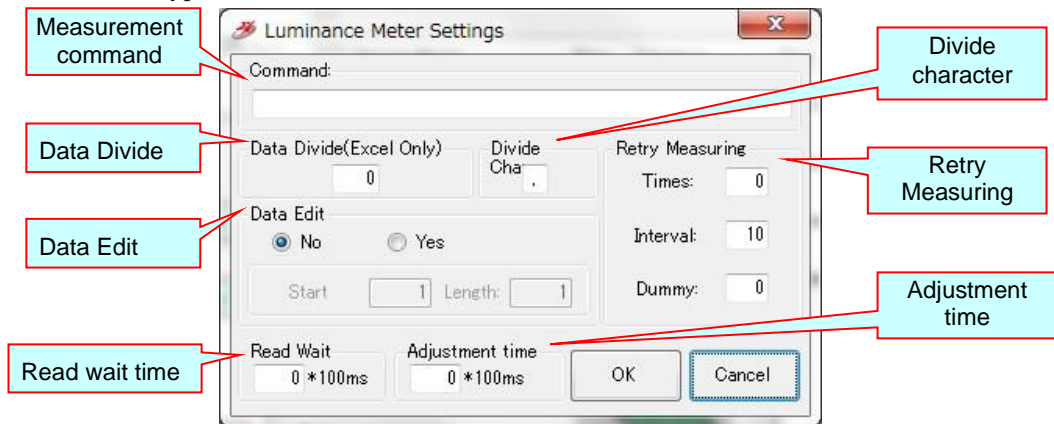 Measurement
command
Luminance Meter Settings
Command:
Divide
character
Data Divide
Data Divide(Excel Only)
0
Divide
Cha
,
Retry Measuring
Times: 0
Interval: 10
Dummy: 0
Retry
Measuring
Data Edit
Data Edit
No Yes
Start 1 Length: 1
Adjustment
time
Read wait time
Read Wait
0 *100ms
Adjustment time
0 *100ms
OK
Cancel